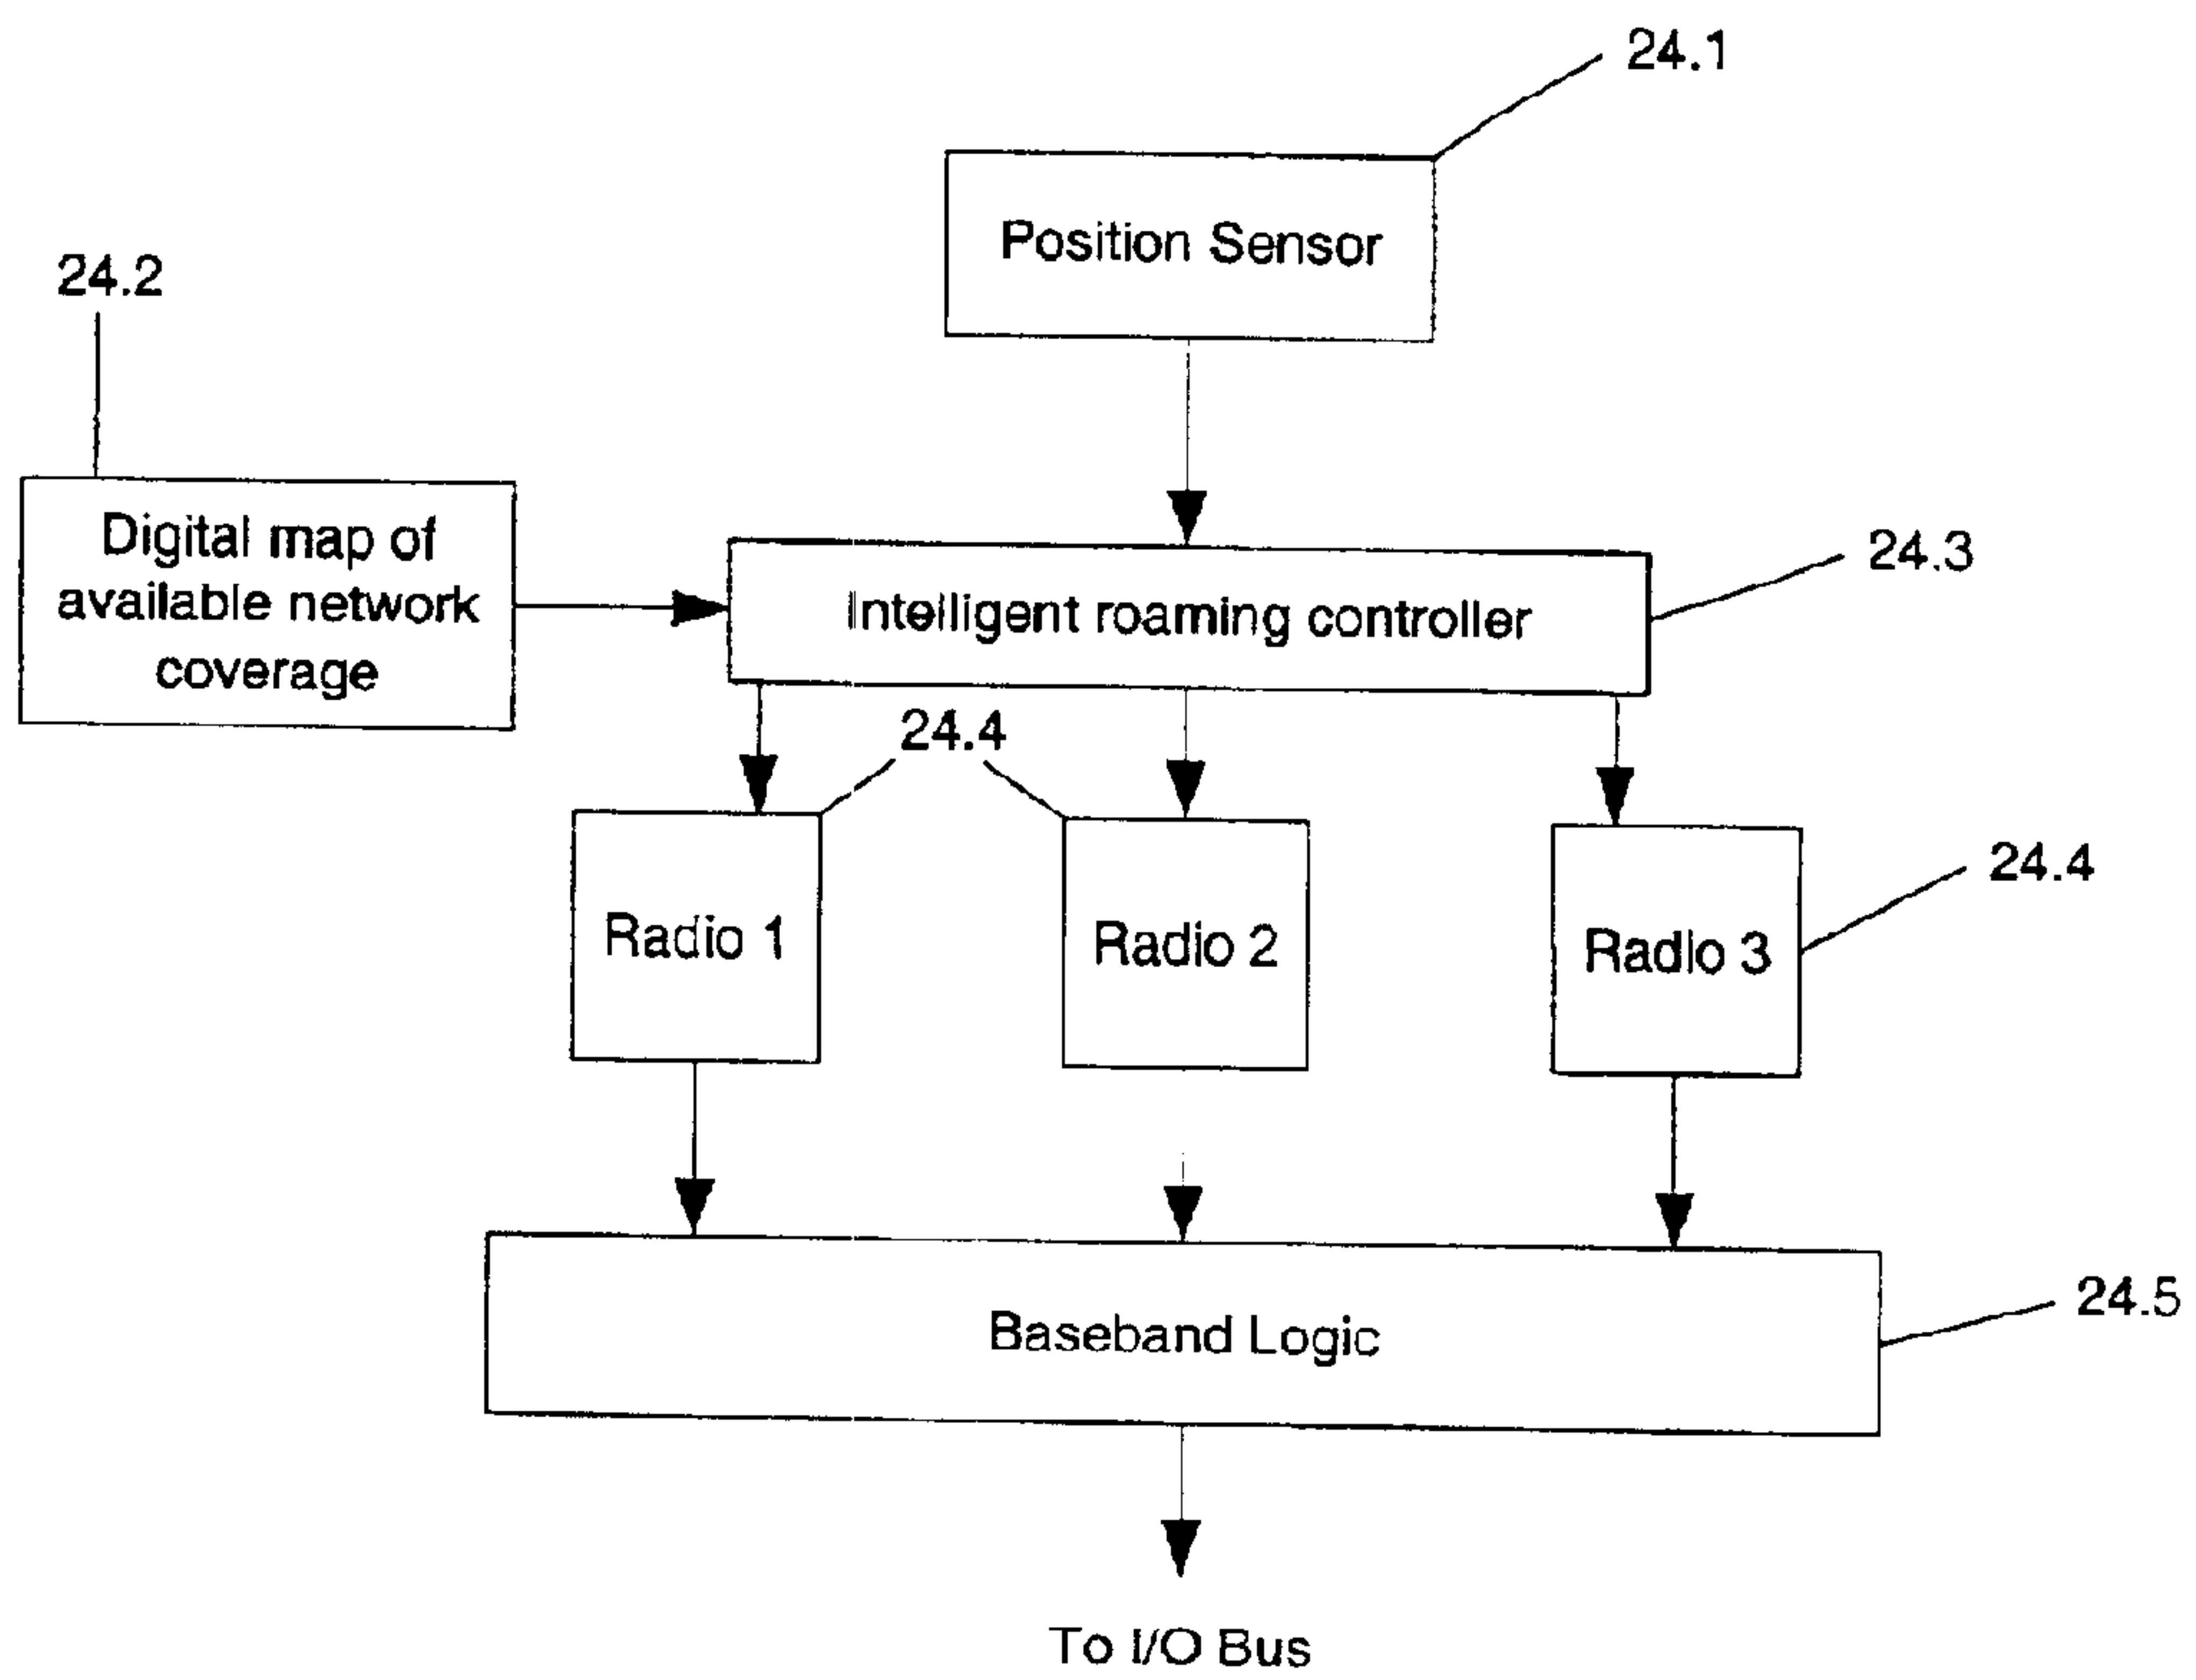 24.1
Position Sensor
24.2
Digital map of
available network
coverage
Intelligent roaming controller
24.3
24.4
Radio 1
Radio 2
Radio 3
24.4
Baseband Logic
24.5
To I/O Bus